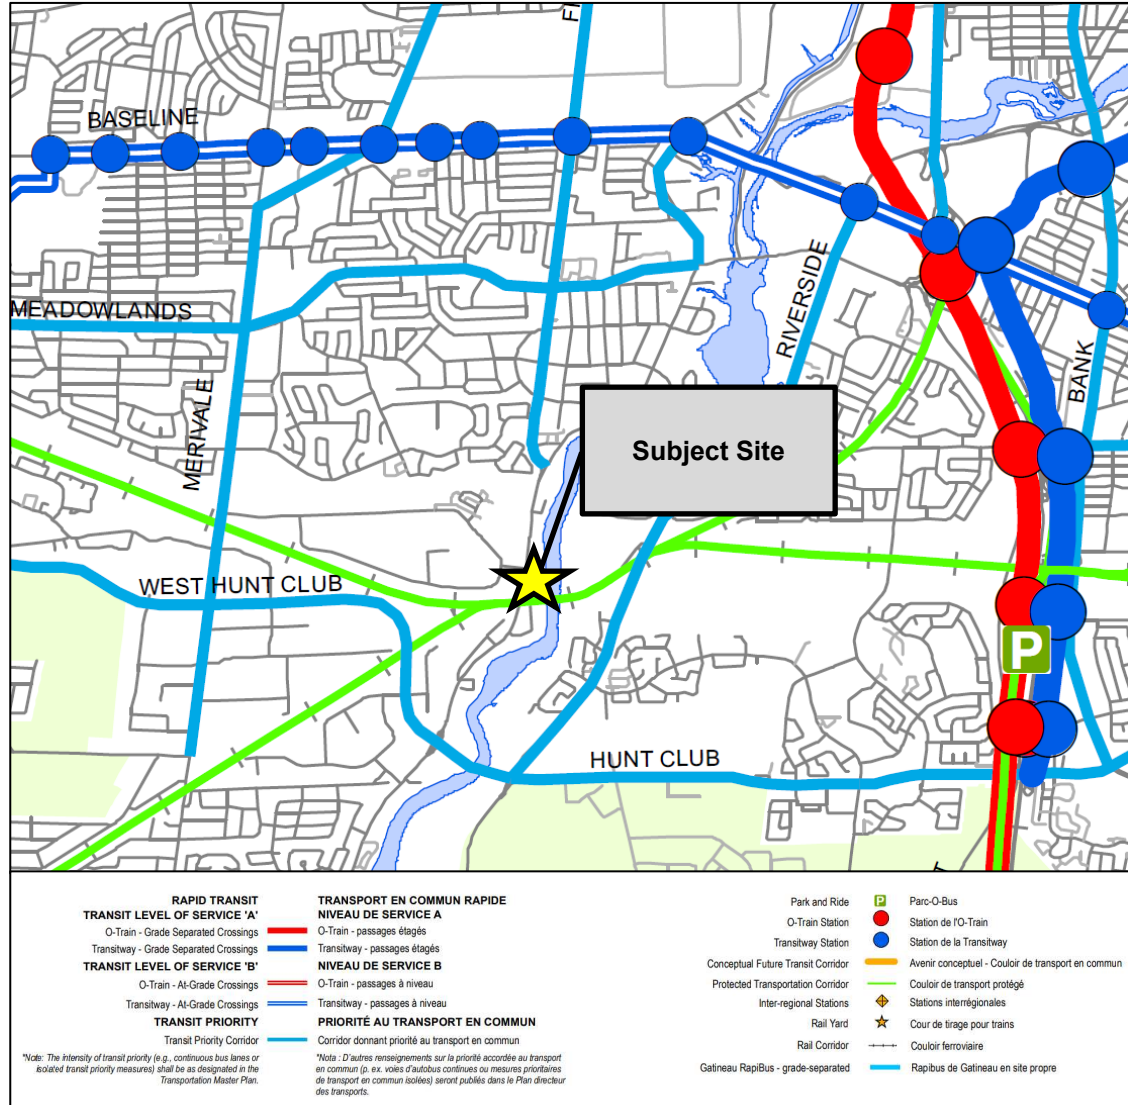 FI
BASELINE
RIVERSIDE
MEADOWLANDS
BANK
MERIVALE
Subject Site
WEST HUNT CLUB
P
HUNT CLUB
RAPID TRANSIT
TRANSIT LEVEL OF SERVICE 'A'
O-Train - Grade Separated Crossings
Transitway - Grade Separated Crossings
TRANSIT LEVEL OF SERVICE 'B'
O-Train - At-Grade Crossings
Transitway - At-Grade Crossings
TRANSIT PRIORITY
Transit Priority Corridor
*Note: The intensity of transit priority (e.g., continuous bus lanes or
isolated transit priority measures) shall be as designated in the
Transportation Master Plan.
TRANSPORT EN COMMUN RAPIDE
NIVEAU DE SERVICE A
O-Train - passages étagés
Transitway - passages étagés
NIVEAU DE SERVICE B
O-Train - passages à niveau
Transitway - passages à niveau
PRIORITÉ AU TRANSPORT EN COMMUN
Corridor donnant priorité au transport en commun
*Nota : D'autres renseignements sur la priorité accordée au transport
en commun (p. ex. voies d'autobus continues ou mesures prioritaires
de transport en commun isolées) seront publiés dans le Plan directeur
des transports.
Park and Ride P Parc-O-Bus
O-Train Station Station de l'O-Train
Transitway Station Station de la Transitway
Conceptual Future Transit Corridor Avenir conceptuel - Couloir de transport en commun
Protected Transportation Corridor Couloir de transport protégé
Inter-regional Stations Stations interrégionales
Rail Yard Cour de tirage pour trains
Rail Corridor Couloir ferroviaire
Gatineau RapiBus - grade-separated Rapibus de Gatineau en site propre